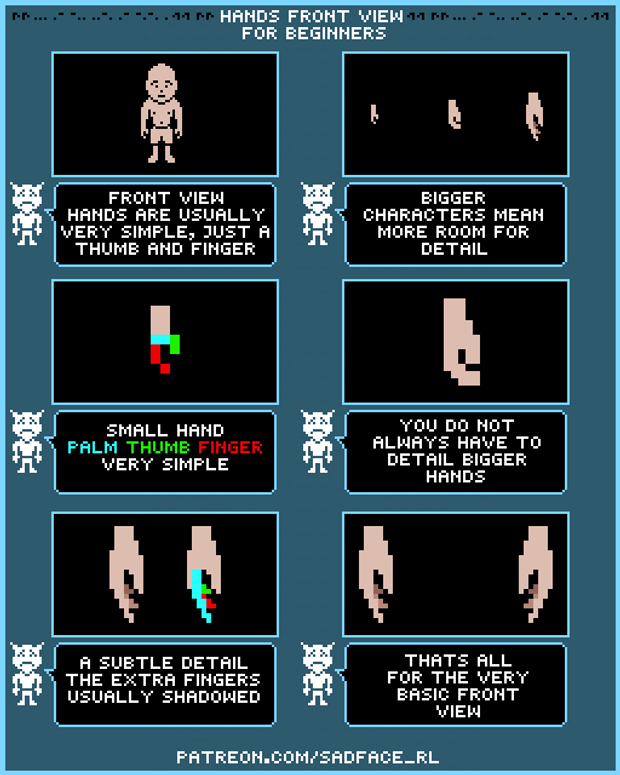 HANDS FRONT VIEW
FOR BEGINNERS
FRONT VIEW
HANDS ARE USUALLY
VERY SIMPLE, JUST A
THUMB AND FINGER
BIGGER
CHARACTERS MEAN
MORE ROOM FOR
DETAIL
SMALL HAND
PALM THUMB FINGER
VERY SIMPLE
YOU DO NOT
ALWAYS HAVE TO
DETAIL BIGGER
HANDS
A SUBTLE DETAIL
THE EXTRA FINGERS
USUALLY SHADOWED
THATS ALL
FOR THE VERY
BASIC FRONT
VIEW
PATREON.COM/SADFACE_RL